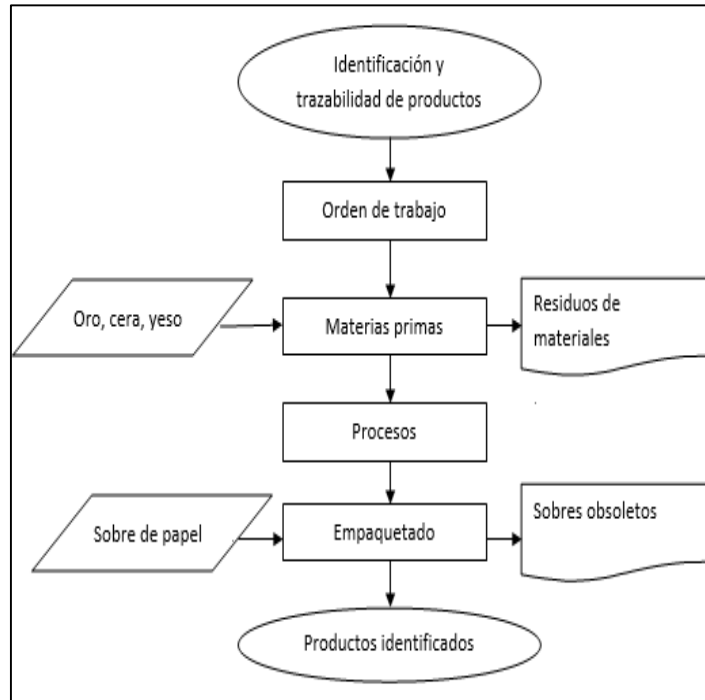 Identificación y
trazabilidad de productos
Orden de trabajo
Oro, cera, yeso
Materias primas
Residuos de
materiales
Procesos
Sobre de papel
Empaquetado
Sobres obsoletos
Productos identificados